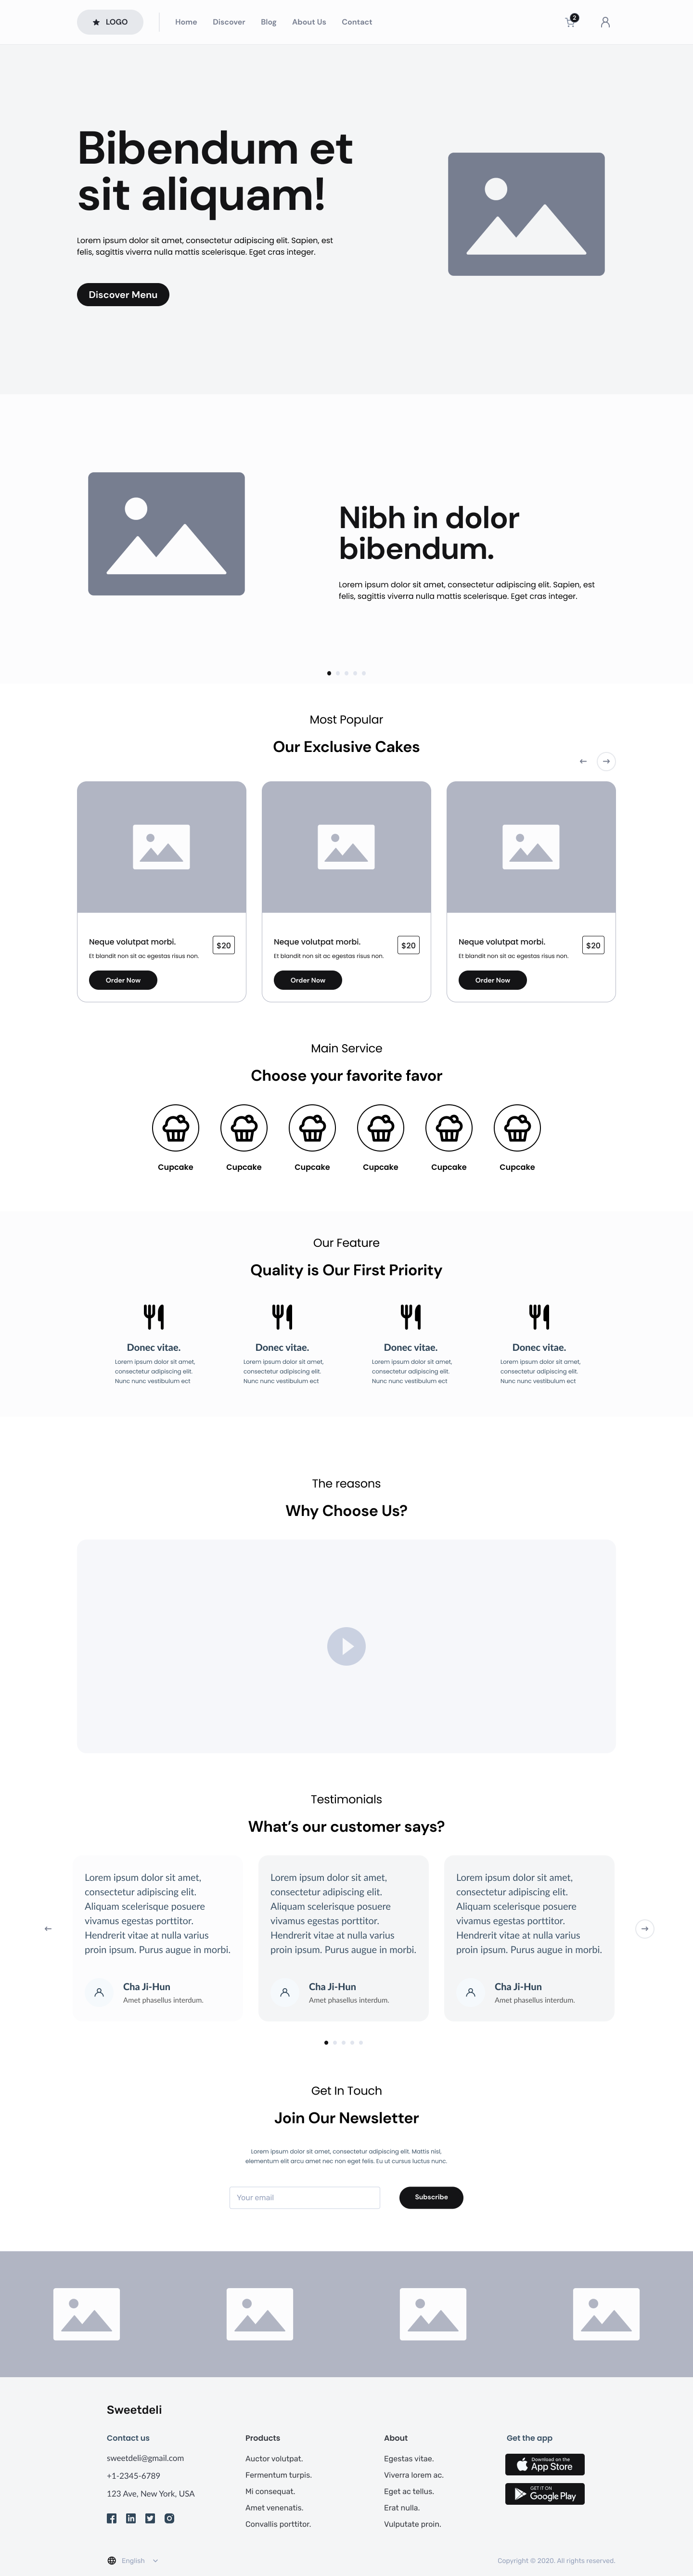 LOGO
Home
Discover
Blog
About Us
Contact
2
Bibendum et
sit aliquam!
Lorem ipsum dolor sit amet, consectetur adipiscing elit. Sapien, est
felis, sagittis viverra nulla mattis scelerisque. Eget cras integer.
Discover Menu
Nibh in dolor
bibendum.
Lorem ipsum dolor sit amet, consectetur adipiscing elit. Sapien, est
felis, sagittis viverra nulla mattis scelerisque. Eget cras integer.
Most Popular
Our Exclusive Cakes
Neque volutpat morbi.
Et blandit non sit ac egestas risus non.
$20
Order Now
Neque volutpat morbi.
Et blandit non sit ac egestas risus non.
$20
Order Now
Neque volutpat morbi.
Et blandit non sit ac egestas risus non.
$20
Order Now
Main Service
Choose your favorite favor
Cupcake
Cupcake
Cupcake
Cupcake
Cupcake
Cupcake
Our Feature
Quality is Our First Priority
Donec vitae.
Lorem ipsum dolor sit amet,
consectetur adipiscing elit.
Nunc nunc vestibulum ect
Donec vitae.
Lorem ipsum dolor sit amet,
consectetur adipiscing elit.
Nunc nunc vestibulum ect
Donec vitae.
Lorem ipsum dolor sit amet,
consectetur adipiscing elit.
Nunc nunc vestibulum ect
Donec vitae.
Lorem ipsum dolor sit amet,
consectetur adipiscing elit.
Nunc nunc vestibulum ect
The reasons
Why Choose Us?
Testimonials
What's our customer says?
Lorem ipsum dolor sit amet,
consectetur adipiscing elit.
Aliquam scelerisque posuere
vivamus egestas porttitor.
Hendrerit vitae at nulla varius
proin ipsum. Purus augue in morbi.
Cha Ji-Hun
Amet phasellus interdum.
Lorem ipsum dolor sit amet,
consectetur adipiscing elit.
Aliquam scelerisque posuere
vivamus egestas porttitor.
Hendrerit vitae at nulla varius
proin ipsum. Purus augue in morbi.
Cha Ji-Hun
Amet phasellus interdum.
Lorem ipsum dolor sit amet,
consectetur adipiscing elit.
Aliquam scelerisque posuere
vivamus egestas porttitor.
Hendrerit vitae at nulla varius
proin ipsum. Purus augue in morbi.
Cha Ji-Hun
Amet phasellus interdum.
Get In Touch
Join Our Newsletter
Lorem ipsum dolor sit amet, consectetur adipiscing elit. Mattis nisl,
elementum elit arcu amet nec non eget felis. Eu ut cursus luctus nunc.
Your email
Subscribe
Sweetdeli
Contact us
sweetdeli@gmail.com
+1-2345-6789
123 Ave, New York, USA
Products
Auctor volutpat.
Fermentum turpis.
Mi consequat.
Amet venenatis.
Convallis porttitor.
About
Egestas vitae.
Viverra lorem ac.
Eget ac tellus.
Erat nulla.
Vulputate proin.
Get the app
Download on the
App Store
GET IT ON
Google Play
English
Copyright © 2020. All rights reserved.